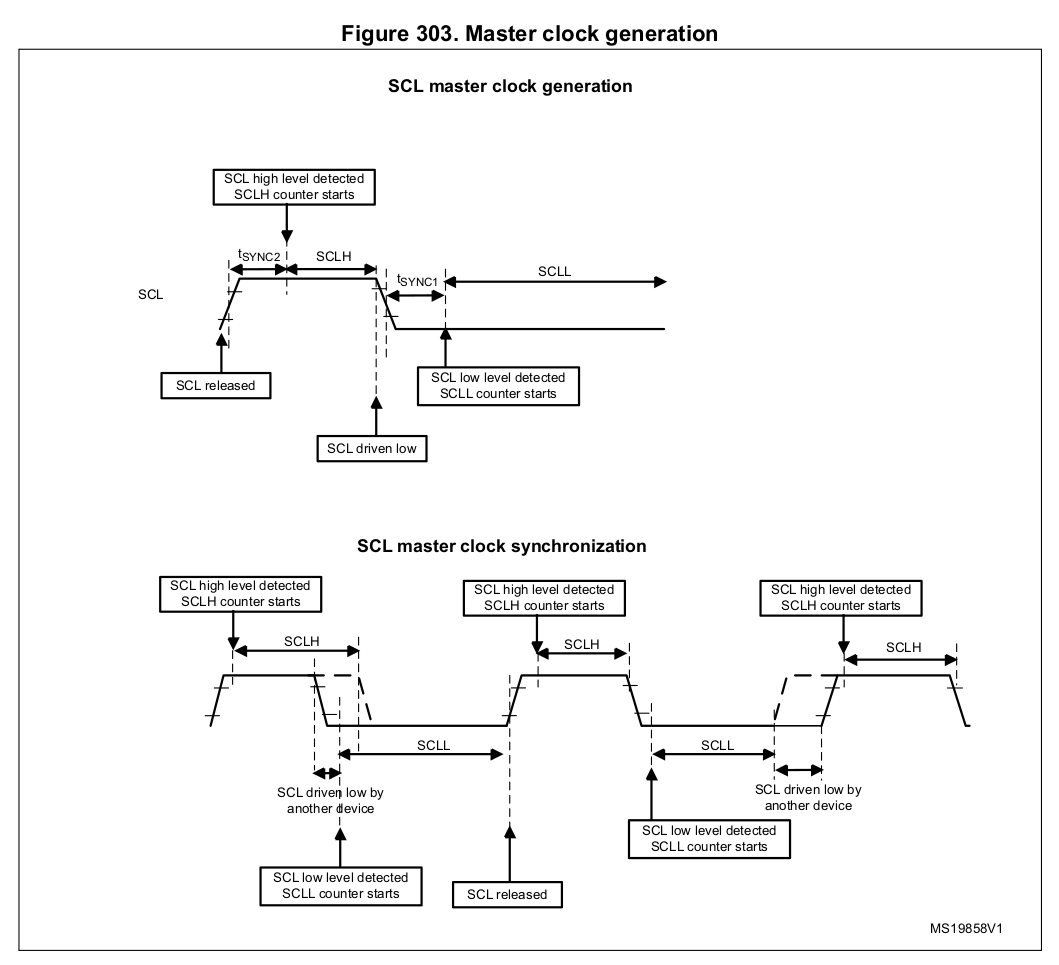 Figure 303. Master clock generation
SCL master clock generation
SCL high level detected
SCLH counter starts
tSYNC2
SCLH
tSYNC1
SCLL
SCL
SCL released
SCL low level detected
SCLL counter starts
SCL driven low
SCL master clock synchronization
SCL high level detected
SCLH counter starts
SCL high level detected
SCLH counter starts
SCL high level detected
SCLH counter starts
SCLH
SCLH
SCLH
SCLL
SCLL
SCL driven low by
another device
SCL driven low by
another device
SCL low level detected
SCLL counter starts
SCL low level detected
SCLL counter starts
SCL released
MS19858V1